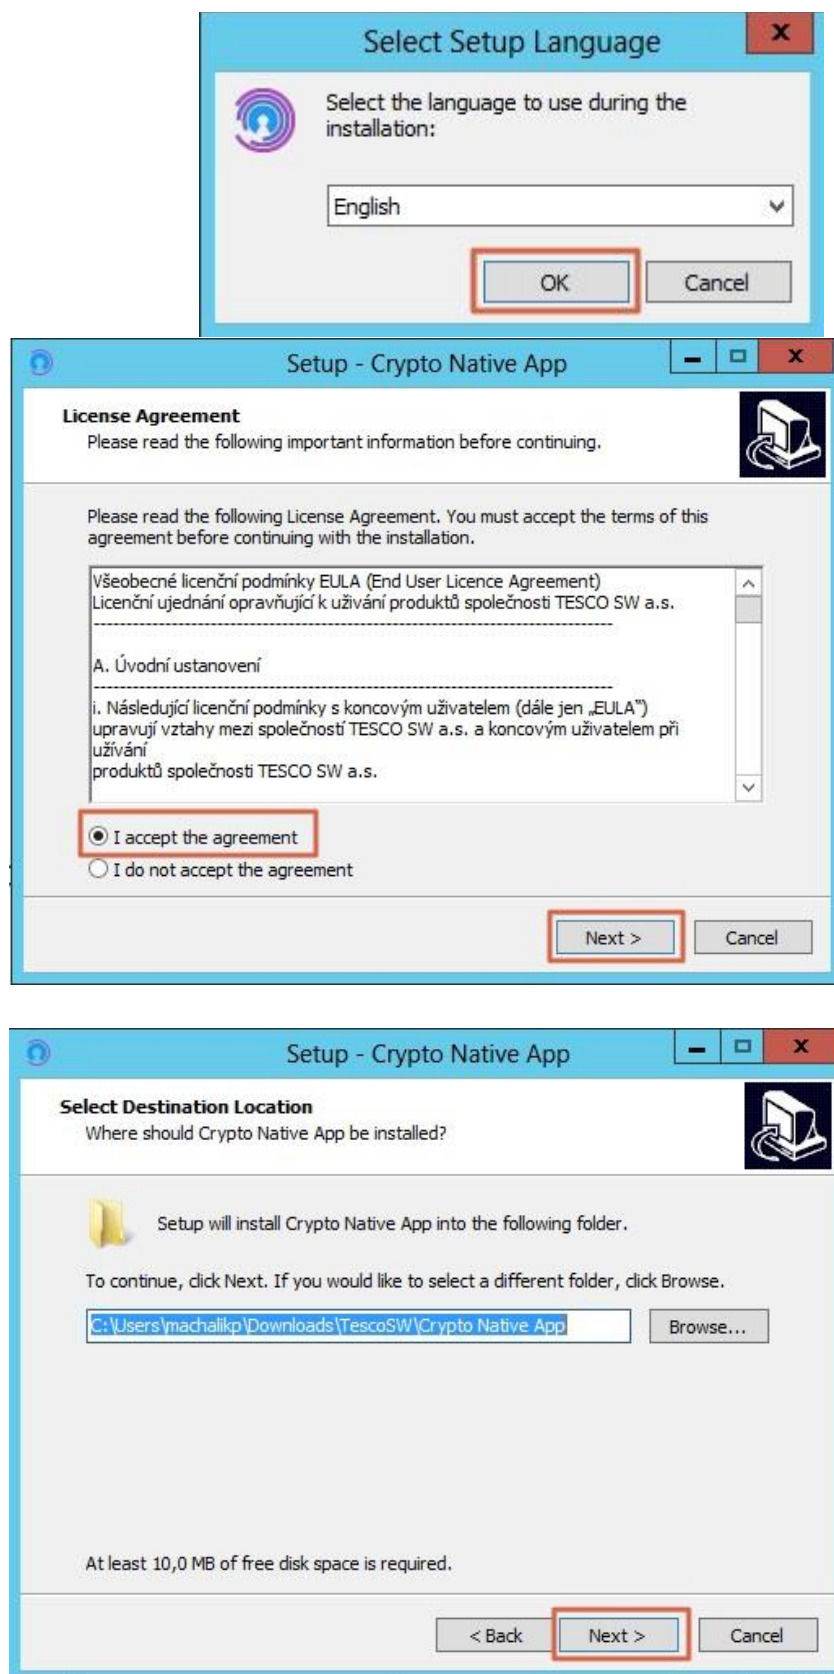 Select Setup Language
x
Select the language to use during the
installation:
English
OK
Cancel
Setup - Crypto Native App
x
License Agreement
Please read the following important information before continuing.
Please read the following License Agreement. You must accept the terms of this
agreement before continuing with the installation.
Všeobecné licenční podmínky EULA (End User Licence Agreement)
Licenční ujednání opravňující k užívání produktů společnosti TESCO SW a.s.
-------------------------------------------------------------------------------
A. Úvodní ustanovení
-------------------------------------------------------------------------------
i. Následující licenční podmínky s koncovým uživatelem (dále jen „EULA“)
upravují vztahy mezi společností TESCO SW a.s. a koncovým uživatelem při
užívání
produktů společnosti TESCO SW a.s.
I accept the agreement
I do not accept the agreement
Next >
Cancel
Setup - Crypto Native App
x
Select Destination Location
Where should Crypto Native App be installed?
Setup will install Crypto Native App into the following folder.
To continue, click Next. If you would like to select a different folder, click Browse.
C:\Users\machalikp\Downloads\TescoSW\Crypto Native App
Browse...
At least 10,0 MB of free disk space is required.
< Back
Next >
Cancel